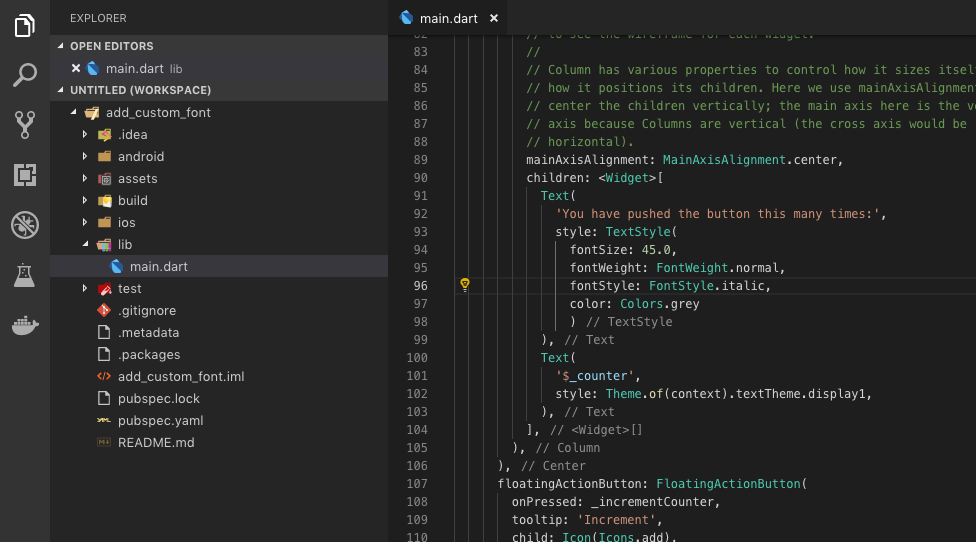 EXPLORER
OPEN EDITORS
main.dart lib
UNTITLED (WORKSPACE)
add_custom_font
.idea
android
assets
build
ios
lib
main.dart
test
.gitignore
.metadata
.packages
add_custom_font.iml
pubspec.lock
pubspec.yaml
README.md
main.dart
82 // to see the wireframe for each widget.
83 //
84 // Column has various properties to control how it sizes itsel
85 // how it positions its children. Here we use mainAxisAlignmen
86 // center the children vertically; the main axis here is the ve
87 // axis because Columns are vertical (the cross axis would be
88 // horizontal).
89 mainAxisAlignment: MainAxisAlignment.center,
90 children: <Widget>[
91 Text(
92 'You have pushed the button this many times:',
93 style: TextStyle(
94 fontSize: 45.0,
95 fontWeight: FontWeight.normal,
96 fontStyle: FontStyle.italic,
97 color: Colors.grey
98 ) // TextStyle
99 ), // Text
100 Text(
101 '$_counter',
102 style: Theme.of(context).textTheme.display1,
103 ), // Text
104 ], // <Widget>[]
105 ), // Column
106 ), // Center
107 floatingActionButton: FloatingActionButton(
108 onPressed: _incrementCounter,
109 tooltip: 'Increment',
110 child: Icon(Icons.add),